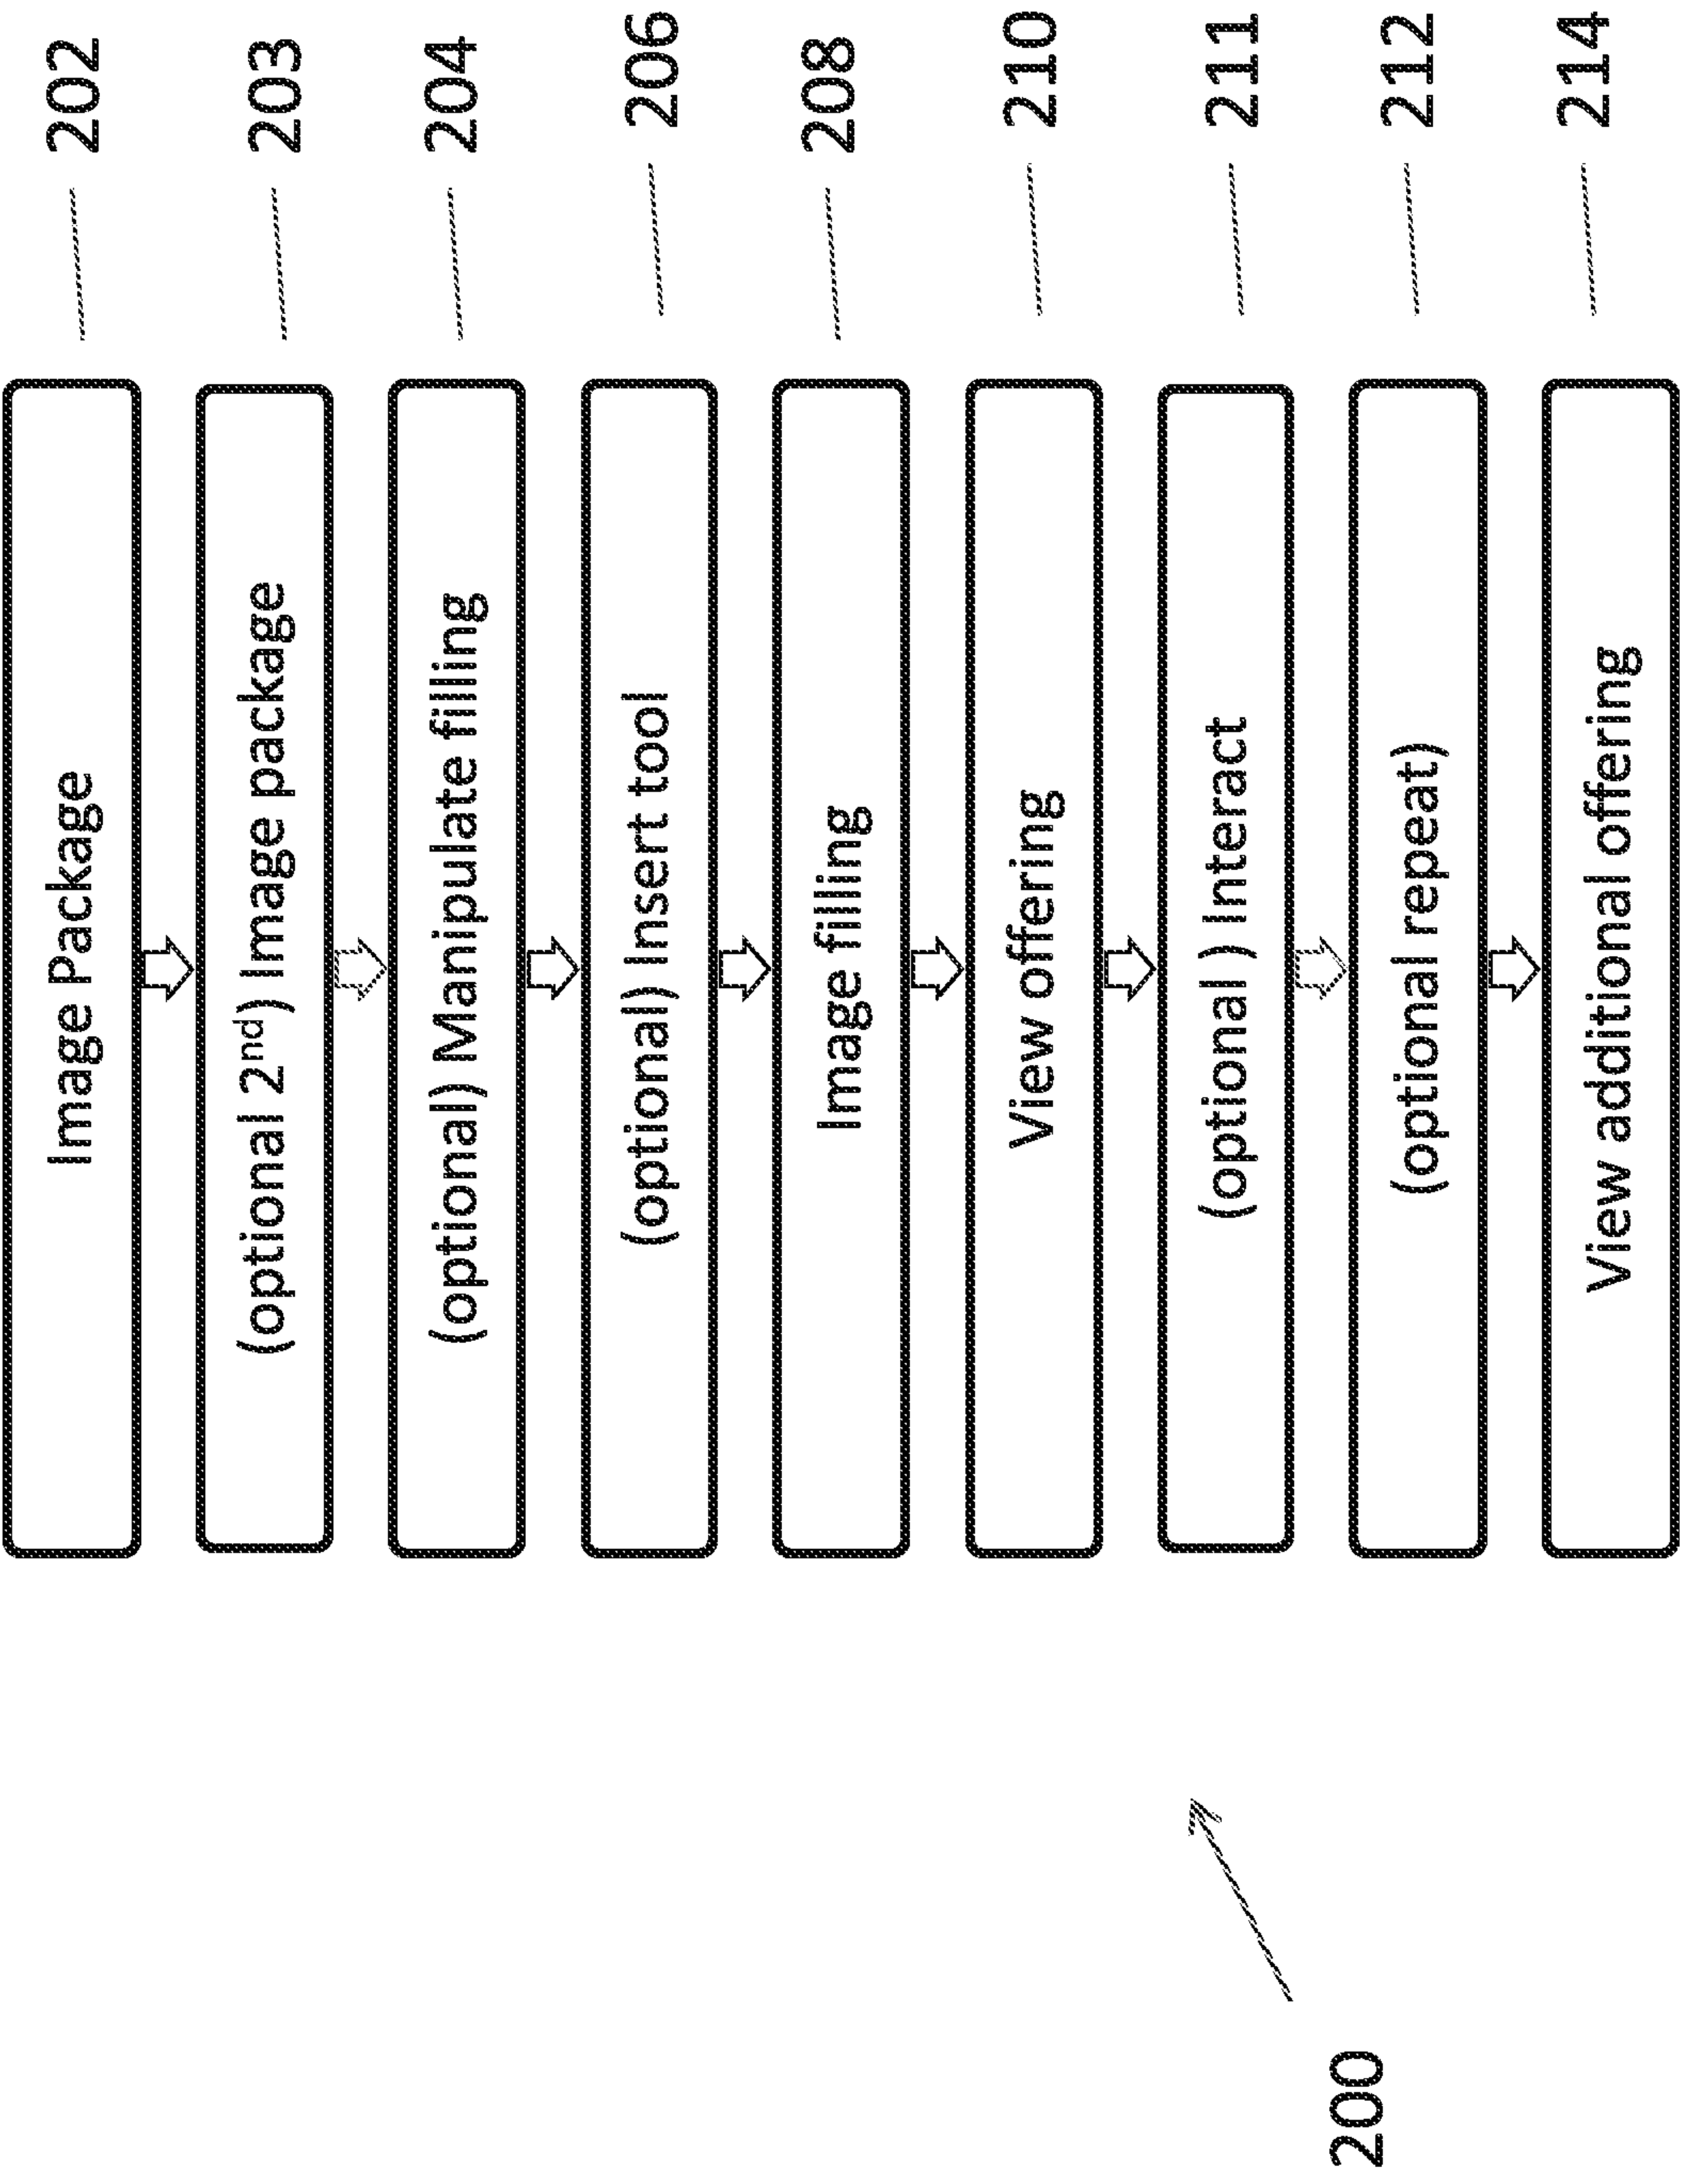 Image Package 202
(optional 2nd) Image package 203
(optional) Manipulate filling 204
(optional) Insert tool 206
Image filling 208
View offering 210
(optional ) Interact 211
(optional repeat) 212
View additional offering 214
200